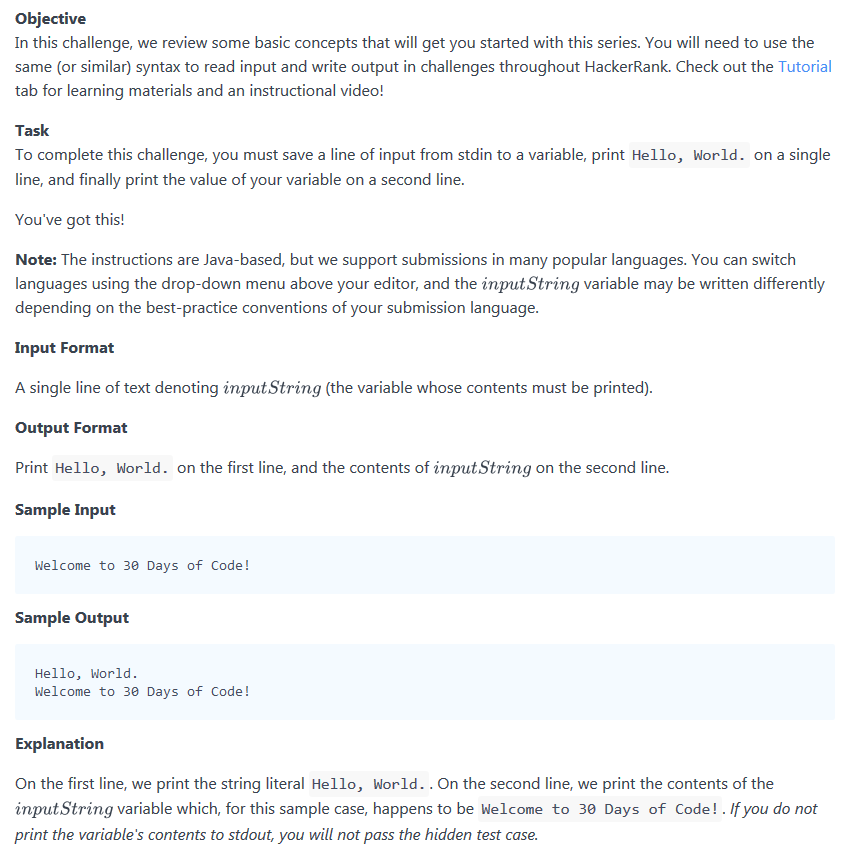 Objective
In this challenge, we review some basic concepts that will get you started with this series. You will need to use the
same (or similar) syntax to read input and write output in challenges throughout HackerRank. Check out the Tutorial
tab for learning materials and an instructional video!
Task
To complete this challenge, you must save a line of input from stdin to a variable, print Hello, World. on a single
line, and finally print the value of your variable on a second line.
You've got this!
Note: The instructions are Java-based, but we support submissions in many popular languages. You can switch
languages using the drop-down menu above your editor, and the inputString variable may be written differently
depending on the best-practice conventions of your submission language.
Input Format
A single line of text denoting inputString (the variable whose contents must be printed).
Output Format
Print Hello, World. on the first line, and the contents of inputString on the second line.
Sample Input
Welcome to 30 Days of Code!
Sample Output
Hello, World.
Welcome to 30 Days of Code!
Explanation
On the first line, we print the string literal Hello, World. . On the second line, we print the contents of the
inputString variable which, for this sample case, happens to be Welcome to 30 Days of Code! . If you do not
print the variable's contents to stdout, you will not pass the hidden test case.